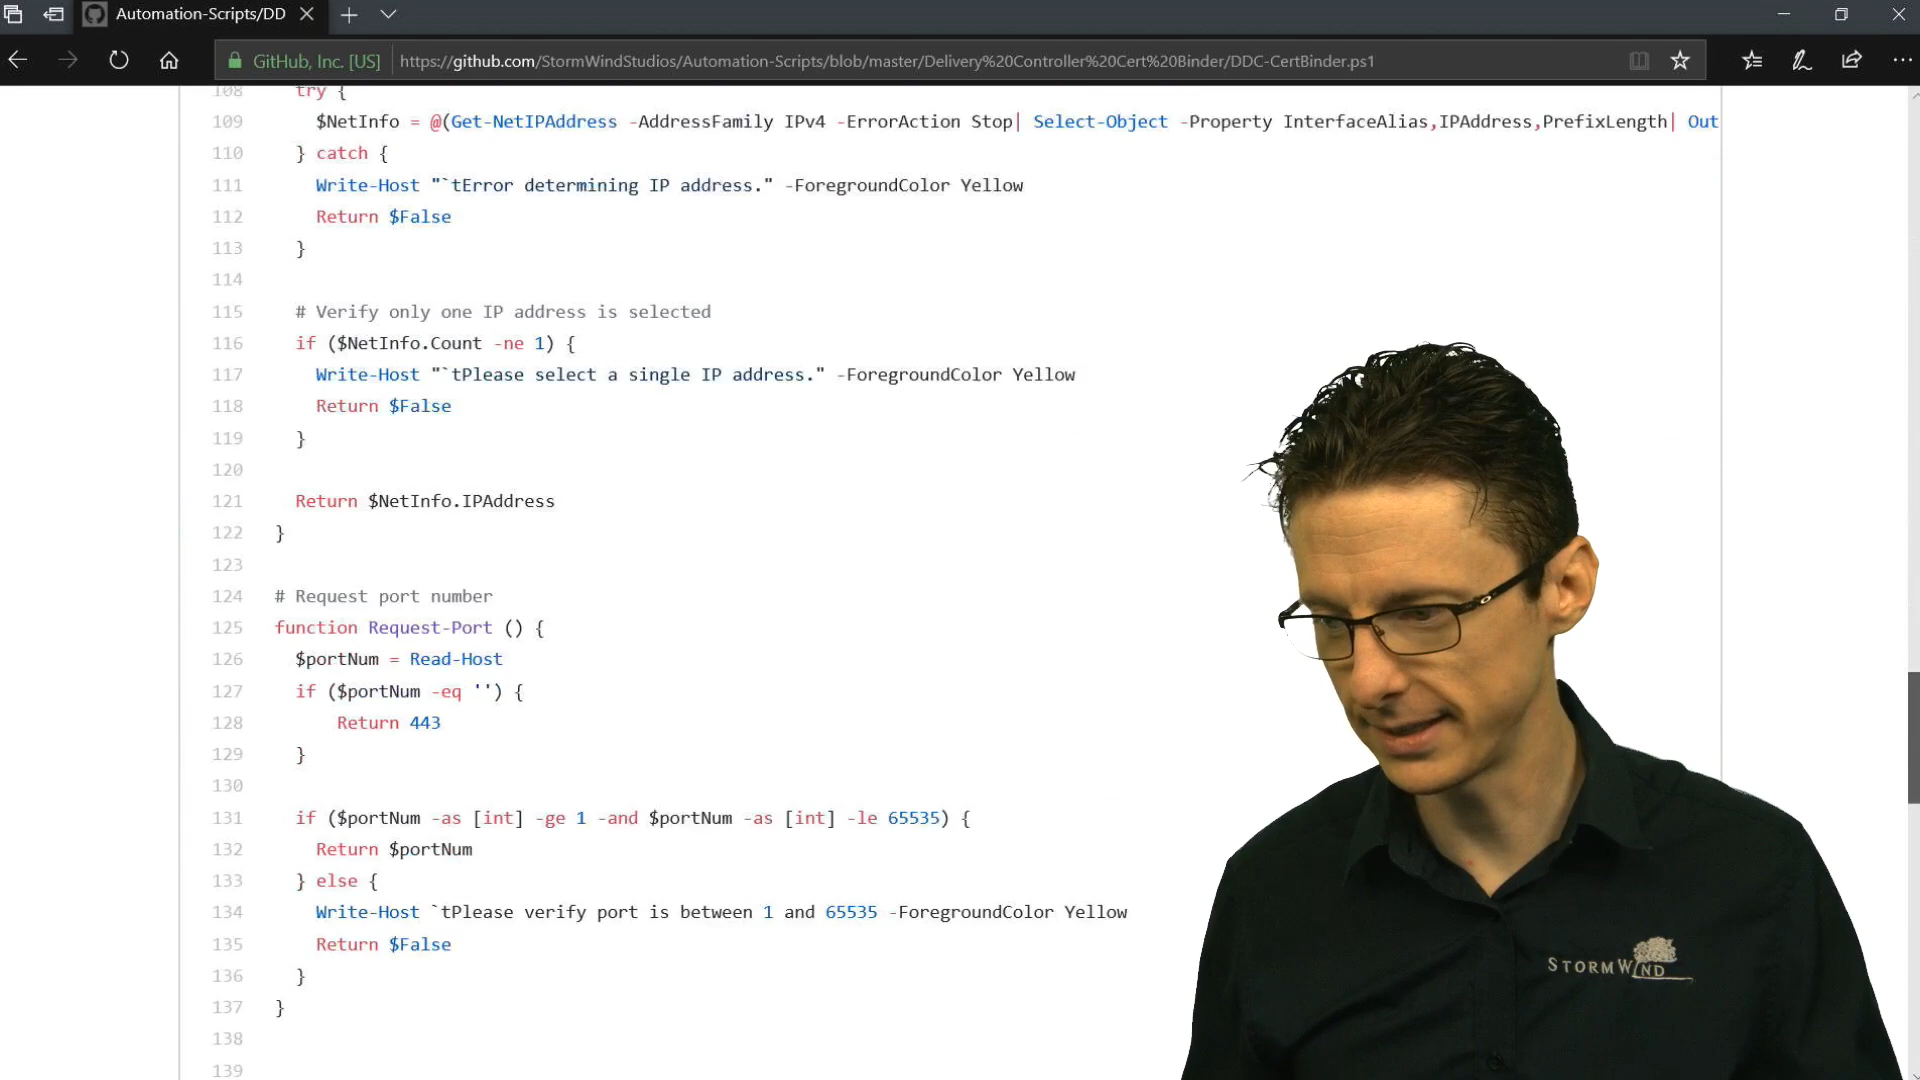 Automation-Scripts/DD
GitHub, Inc. [US] https://github.com/StormWindStudios/Automation-Scripts/blob/master/Delivery%20Controller%20Cert%20Binder/DDC-CertBinder.ps1
108 try {
109 $NetInfo = @(Get-NetIPAddress -AddressFamily IPv4 -ErrorAction Stop| Select-Object -Property InterfaceAlias,IPAddress,PrefixLength| Out
110 } catch {
111 Write-Host "`tError determining IP address." -ForegroundColor Yellow
112 Return $False
113 }
114
115 # Verify only one IP address is selected
116 if ($NetInfo.Count -ne 1) {
117 Write-Host "`tPlease select a single IP address." -ForegroundColor Yellow
118 Return $False
119 }
120
121 Return $NetInfo.IPAddress
122 }
123
124 # Request port number
125 function Request-Port () {
126 $portNum = Read-Host
127 if ($portNum -eq '') {
128 Return 443
129 }
130
131 if ($portNum -as [int] -ge 1 -and $portNum -as [int] -le 65535) {
132 Return $portNum
133 } else {
134 Write-Host `tPlease verify port is between 1 and 65535 -ForegroundColor Yellow
135 Return $False
136 }
137 }
138
139
STORMWIND